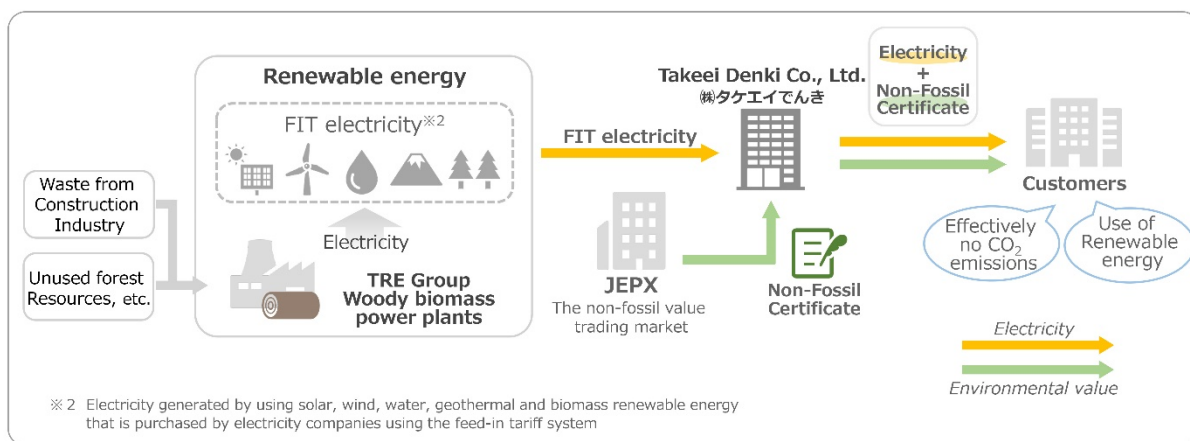 Renewable energy
FIT electricity※2
Waste from
Construction
Industry
Unused forest
Resources, etc.
Electricity
TRE Group
Woody biomass
power plants
FIT electricity
Takeei Denki Co., Ltd.
㈱タケエイでんき
JEPX
The non-fossil value
trading market
Non-Fossil
Certificate
Electricity
+
Non-Fossil
Certificate
Customers
Effectively
no CO2
emissions
Use of
Renewable
energy
Electricity
Environmental value
※2 Electricity generated by using solar, wind, water, geothermal and biomass renewable energy
that is purchased by electricity companies using the feed-in tariff system